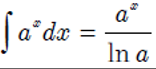 ∫ a^x dx = a^x / ln a